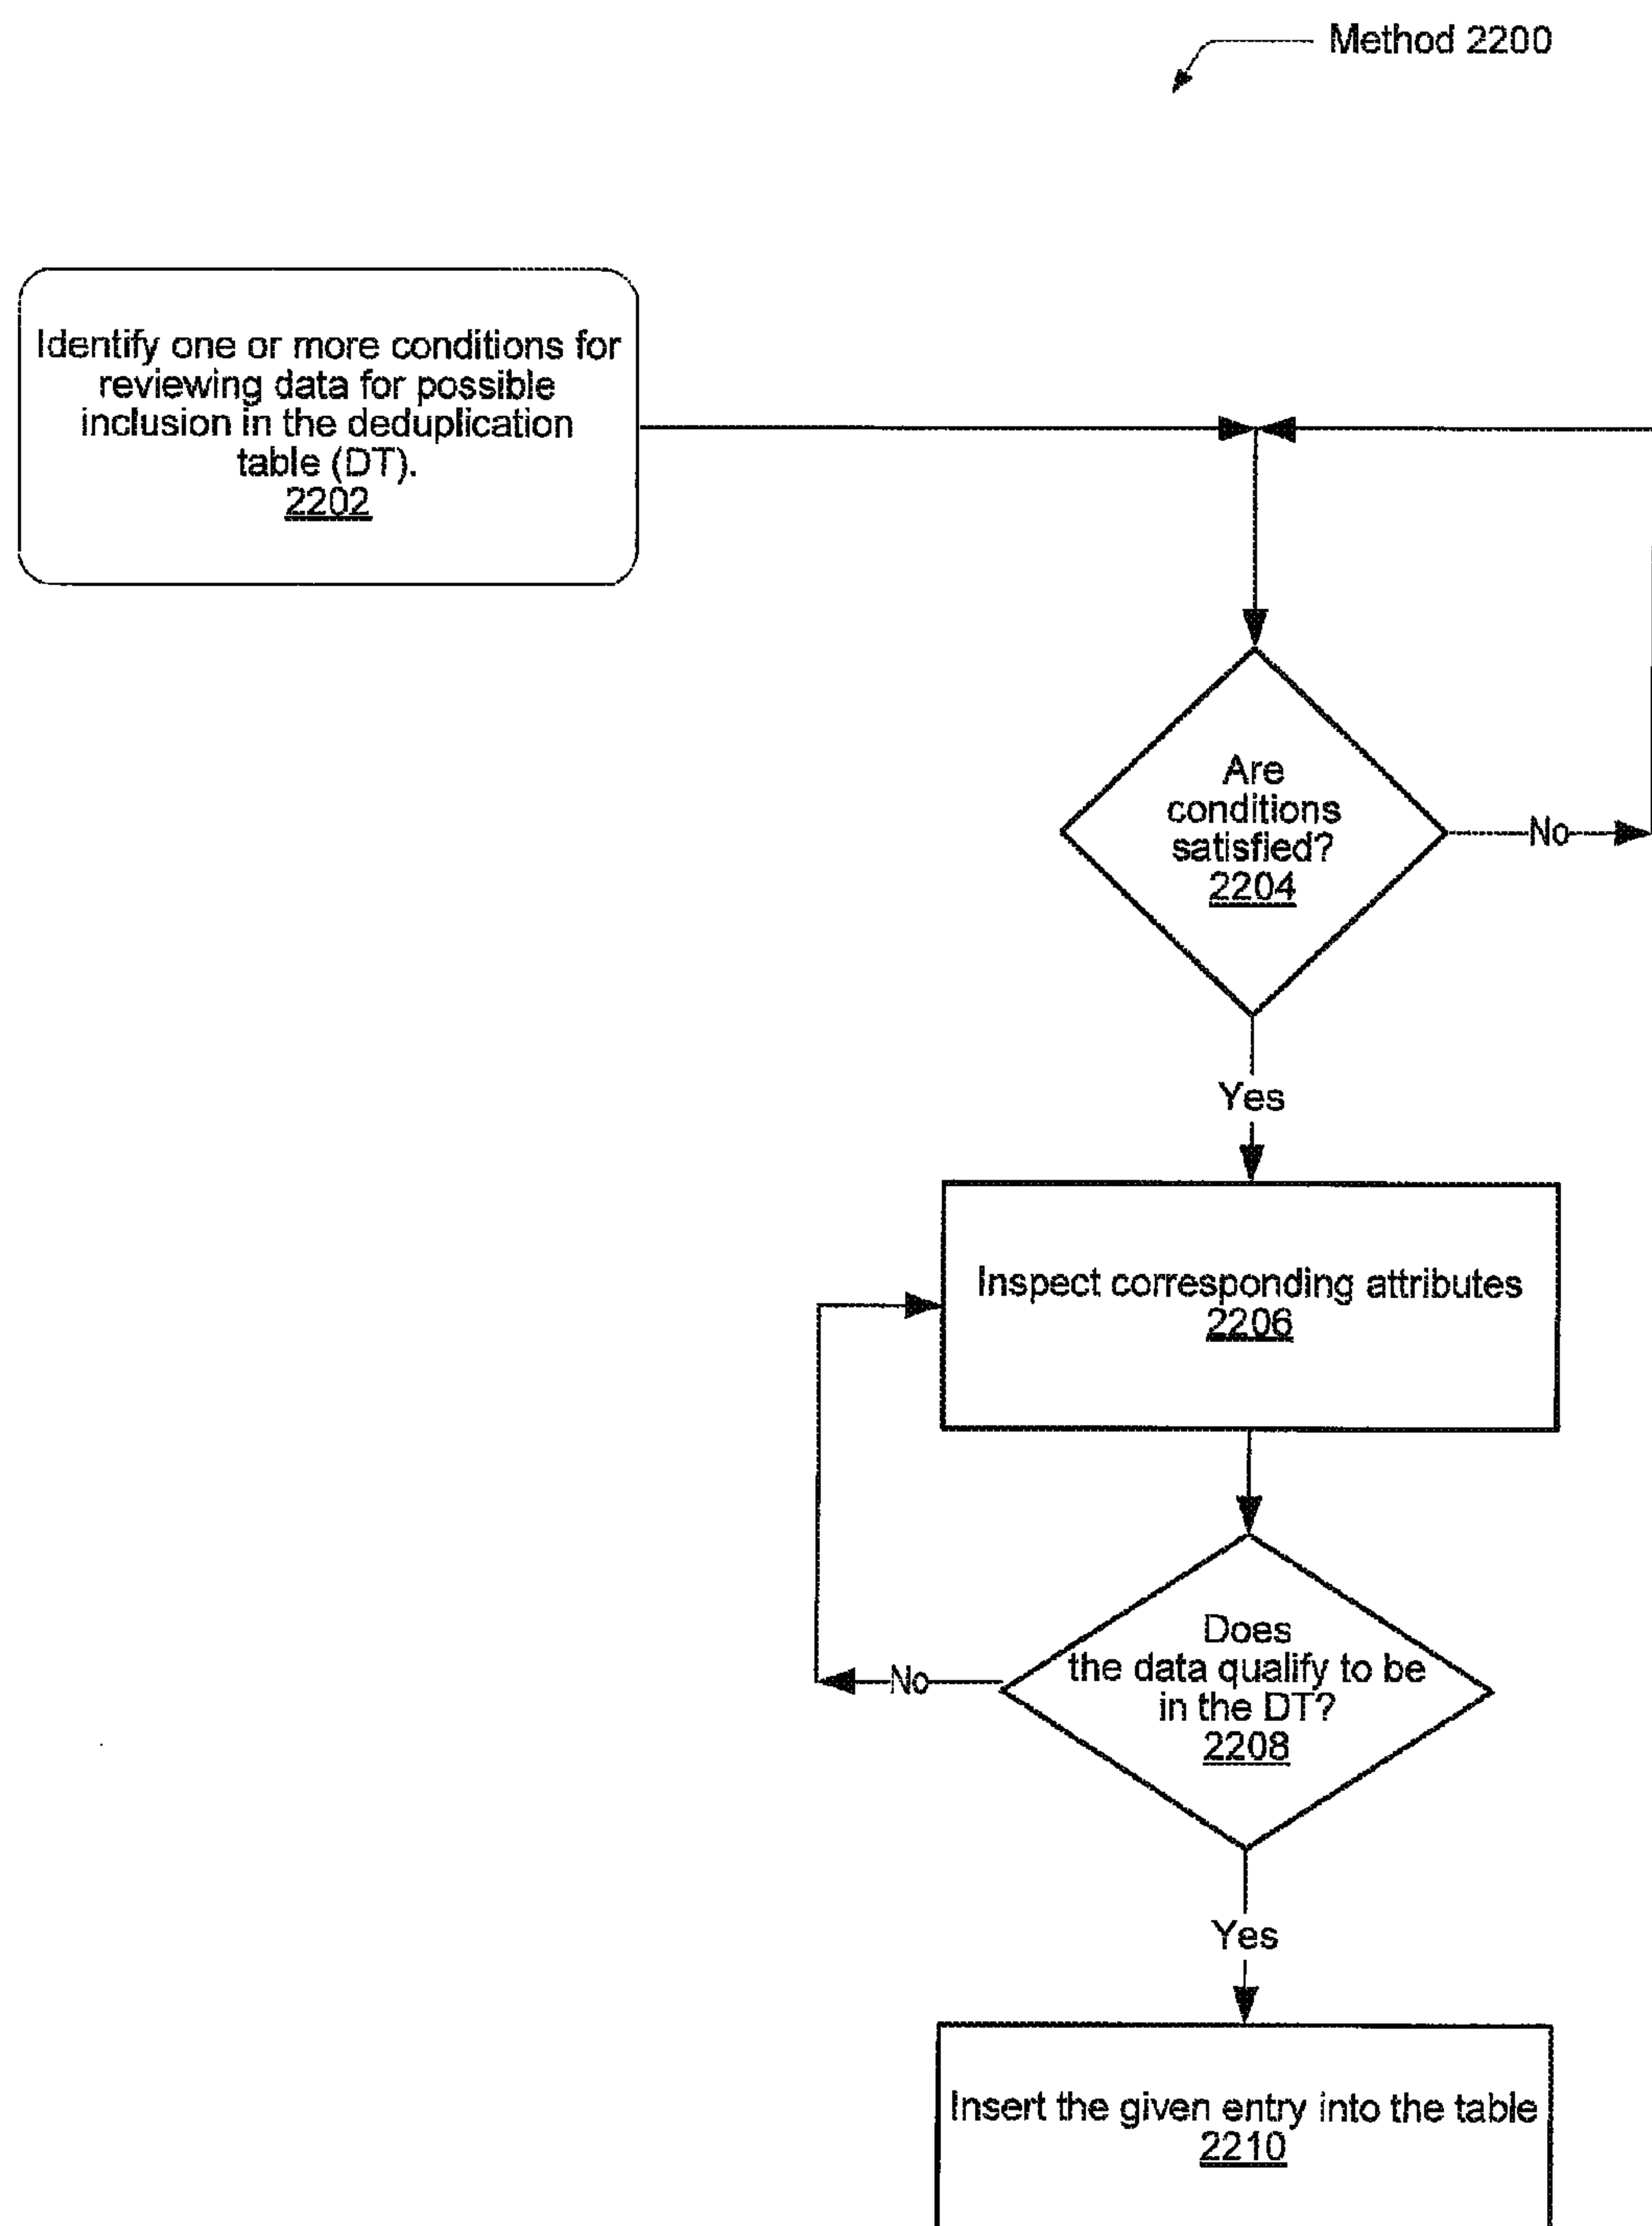 Method 2200
Identify one or more conditions for
reviewing data for possible
inclusion in the deduplication
table (DT).
2202
Are
conditions
satisfied?
2204
No
Yes
Inspect corresponding attributes
2206
Does
the data qualify to be
in the DT?
2208
No
Yes
Insert the given entry into the table
2210